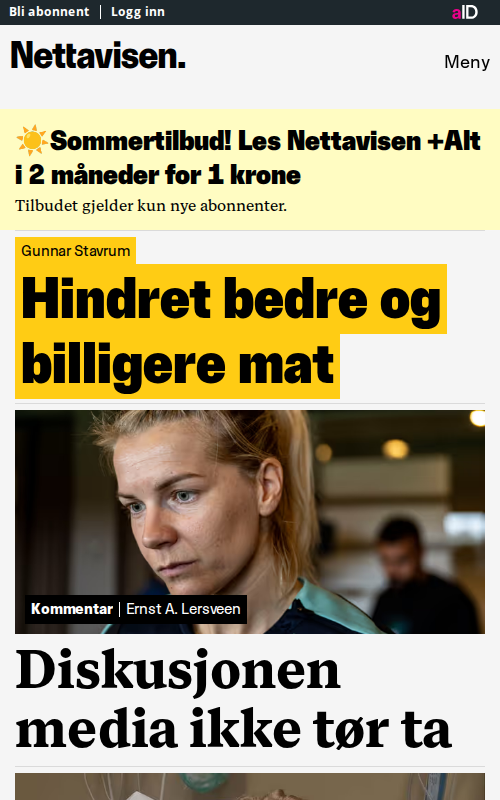 Bli abonnent | Logg inn
aID
Nettavisen.
Meny
☀️Sommertilbud! Les Nettavisen +Alt
i 2 måneder for 1 krone
Tilbudet gjelder kun nye abonnenter.
Gunnar Stavrum
Hindret bedre og
billigere mat
Kommentar | Ernst A. Lersveen
Diskusjonen
media ikke tør ta